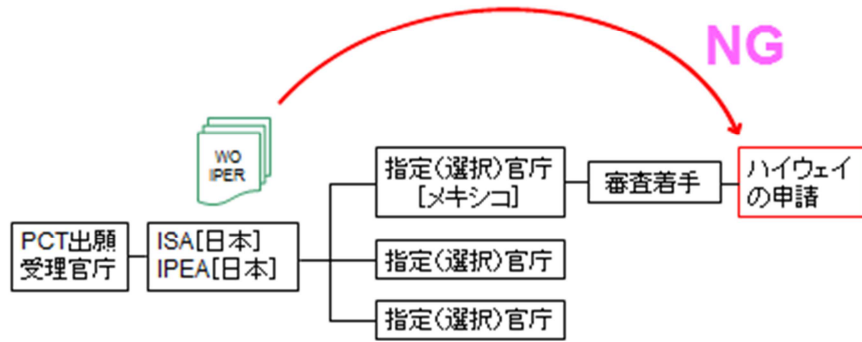 NG
WO
IPER
指定(選択)官庁
[メキシコ]
審査着手
ハイウェイ
の申請
PCT出願
受理官庁
ISA[日本]
IPEA[日本]
指定(選択)官庁
指定(選択)官庁